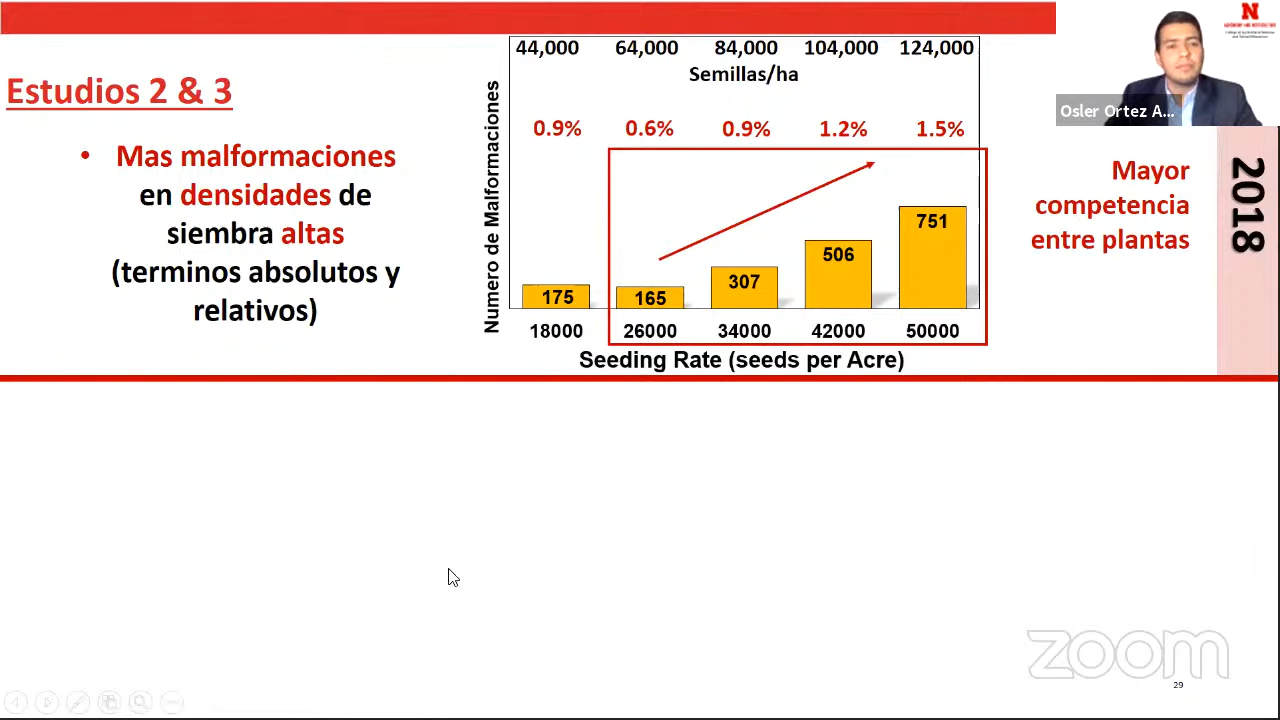 Estudios 2 & 3
• Mas malformaciones
en densidades de
siembra altas
(terminos absolutos y
relativos)
Numero de Malformaciones
44,000 64,000 84,000 104,000 124,000
Semillas/ha
0.9% 0.6% 0.9% 1.2% 1.5%
175 165 307 506 751
18000 26000 34000 42000 50000
Seeding Rate (seeds per Acre)
N
Osler Ortez A...
Mayor
competencia
entre plantas
2018
zoom
29